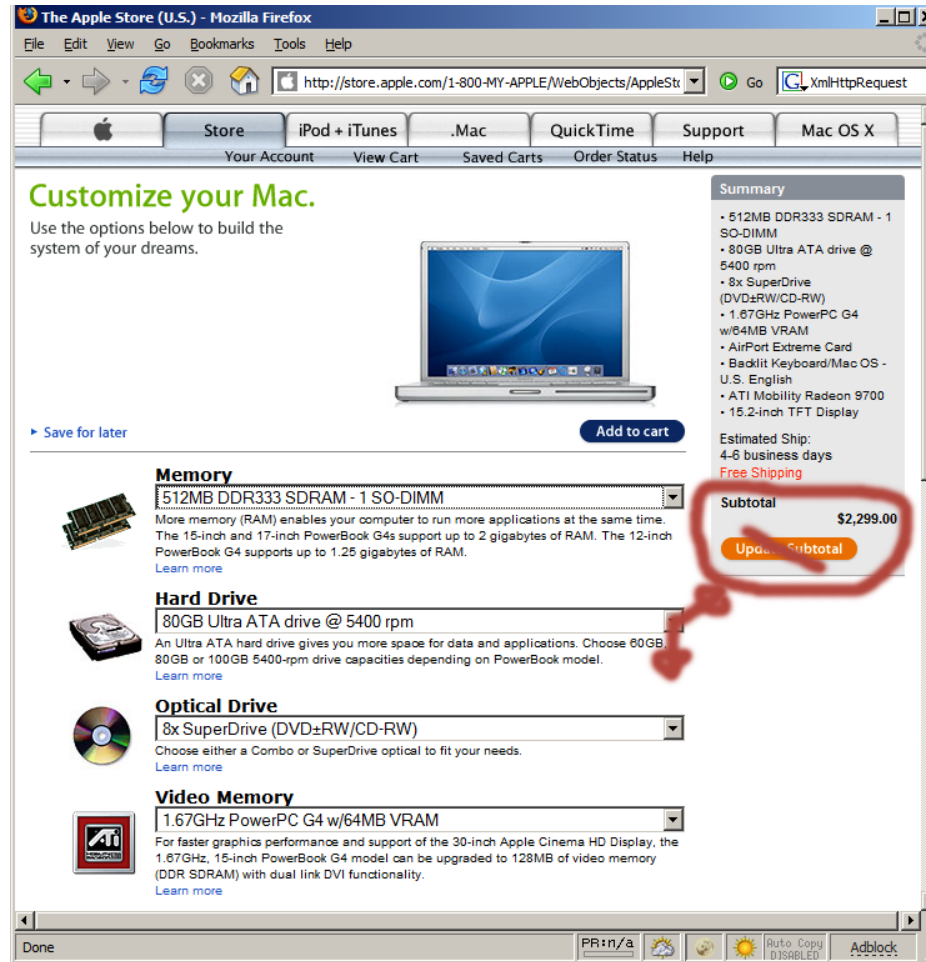 The Apple Store (U.S.) - Mozilla Firefox
File Edit View Go Bookmarks Tools Help
http://store.apple.com/1-800-MY-APPLE/WebObjects/AppleSt Go G XmlHttpRequest
Store iPod + iTunes .Mac QuickTime Support Mac OS X
Your Account View Cart Saved Carts Order Status Help
Customize your Mac.
Use the options below to build the
system of your dreams.
Save for later
Add to cart
Summary
• 512MB DDR333 SDRAM - 1
SO-DIMM
• 80GB Ultra ATA drive @
5400 rpm
• 8x SuperDrive
(DVD±RW/CD-RW)
• 1.67GHz PowerPC G4
w/64MB VRAM
• AirPort Extreme Card
• Backlit Keyboard/Mac OS -
U.S. English
• ATI Mobility Radeon 9700
• 15.2-inch TFT Display
Estimated Ship:
4-6 business days
Free Shipping
Subtotal
$2,299.00
Update Subtotal
Memory
512MB DDR333 SDRAM - 1 SO-DIMM
More memory (RAM) enables your computer to run more applications at the same time.
The 15-inch and 17-inch PowerBook G4s support up to 2 gigabytes of RAM. The 12-inch
PowerBook G4 supports up to 1.25 gigabytes of RAM.
Learn more
Hard Drive
80GB Ultra ATA drive @ 5400 rpm
An Ultra ATA hard drive gives you more space for data and applications. Choose 60GB,
80GB or 100GB 5400-rpm drive capacities depending on PowerBook model.
Learn more
Optical Drive
8x SuperDrive (DVD±RW/CD-RW)
Choose either a Combo or SuperDrive optical to fit your needs.
Learn more
Video Memory
1.67GHz PowerPC G4 w/64MB VRAM
For faster graphics performance and support of the 30-inch Apple Cinema HD Display, the
1.67GHz, 15-inch PowerBook G4 model can be upgraded to 128MB of video memory
(DDR SDRAM) with dual link DVI functionality.
Learn more
ATi
Done PR:n/a Auto Copy DISABLED Adblock